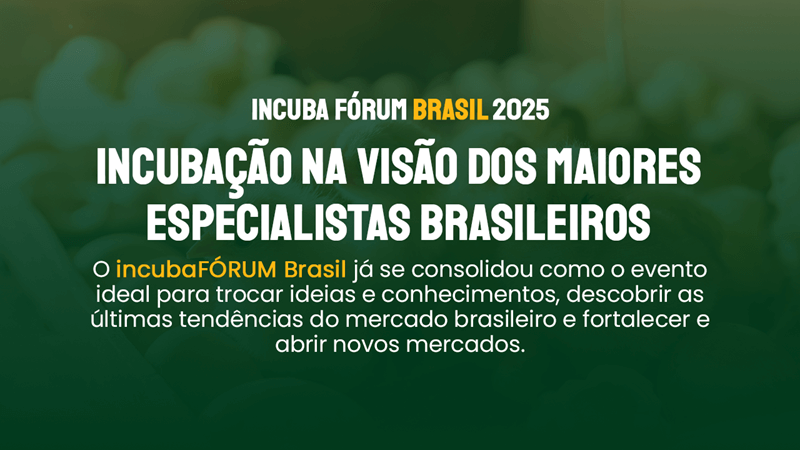 INCUBA FÓRUM BRASIL 2025
INCUBAÇÃO NA VISÃO DOS MAIORES
ESPECIALISTAS BRASILEIROS
O incubaFÓRUM Brasil já se consolidou como o evento
ideal para trocar ideias e conhecimentos, descobrir as
últimas tendências do mercado brasileiro e fortalecer e
abrir novos mercados.